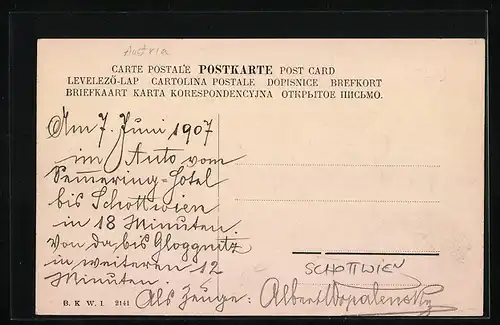 Austria
CARTE POSTALE POSTKARTE POST CARD
LEVELEZŐ-LAP CARTOLINA POSTALE DOPISNICE BREFKORT
BRIEFKAART KARTA KORESPONDENCYJNA ОТКРЫТОЕ ПИСЬМО.
Am 7. Juni 1907
im Auto vom
Semmering-Hotel
bis Schottwien
in 18 Minuten.
Von da bis Gloggnitz
in weiteren 12
Minuten.
SCHOTTWIEN
B. K. W. I. 2141 Als Zeuge: Albert